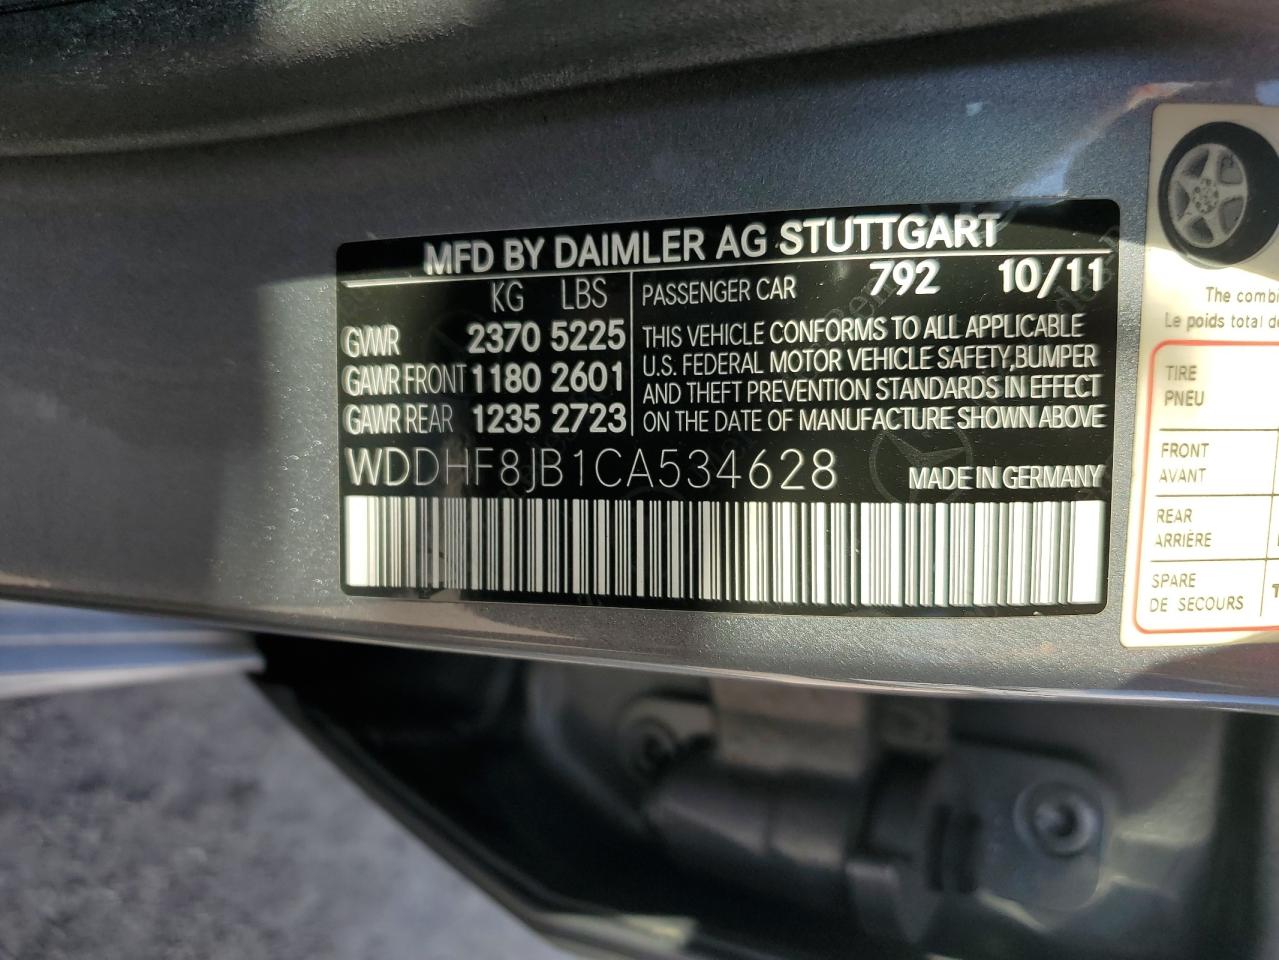 MFD BY DAIMLER AG STUTTGART
KG LBS
GVWR 2370 5225
GAWR FRONT 1180 2601
GAWR REAR 1235 2723
PASSENGER CAR 792 10/11
THIS VEHICLE CONFORMS TO ALL APPLICABLE
U.S. FEDERAL MOTOR VEHICLE SAFETY,BUMPER
AND THEFT PREVENTION STANDARDS IN EFFECT
ON THE DATE OF MANUFACTURE SHOWN ABOVE
WDDHF8JB1CA534628
MADE IN GERMANY
The combi
Le poids total de
TIRE
PNEU
FRONT
AVANT
REAR
ARRIÈRE
SPARE
DE SECOURS